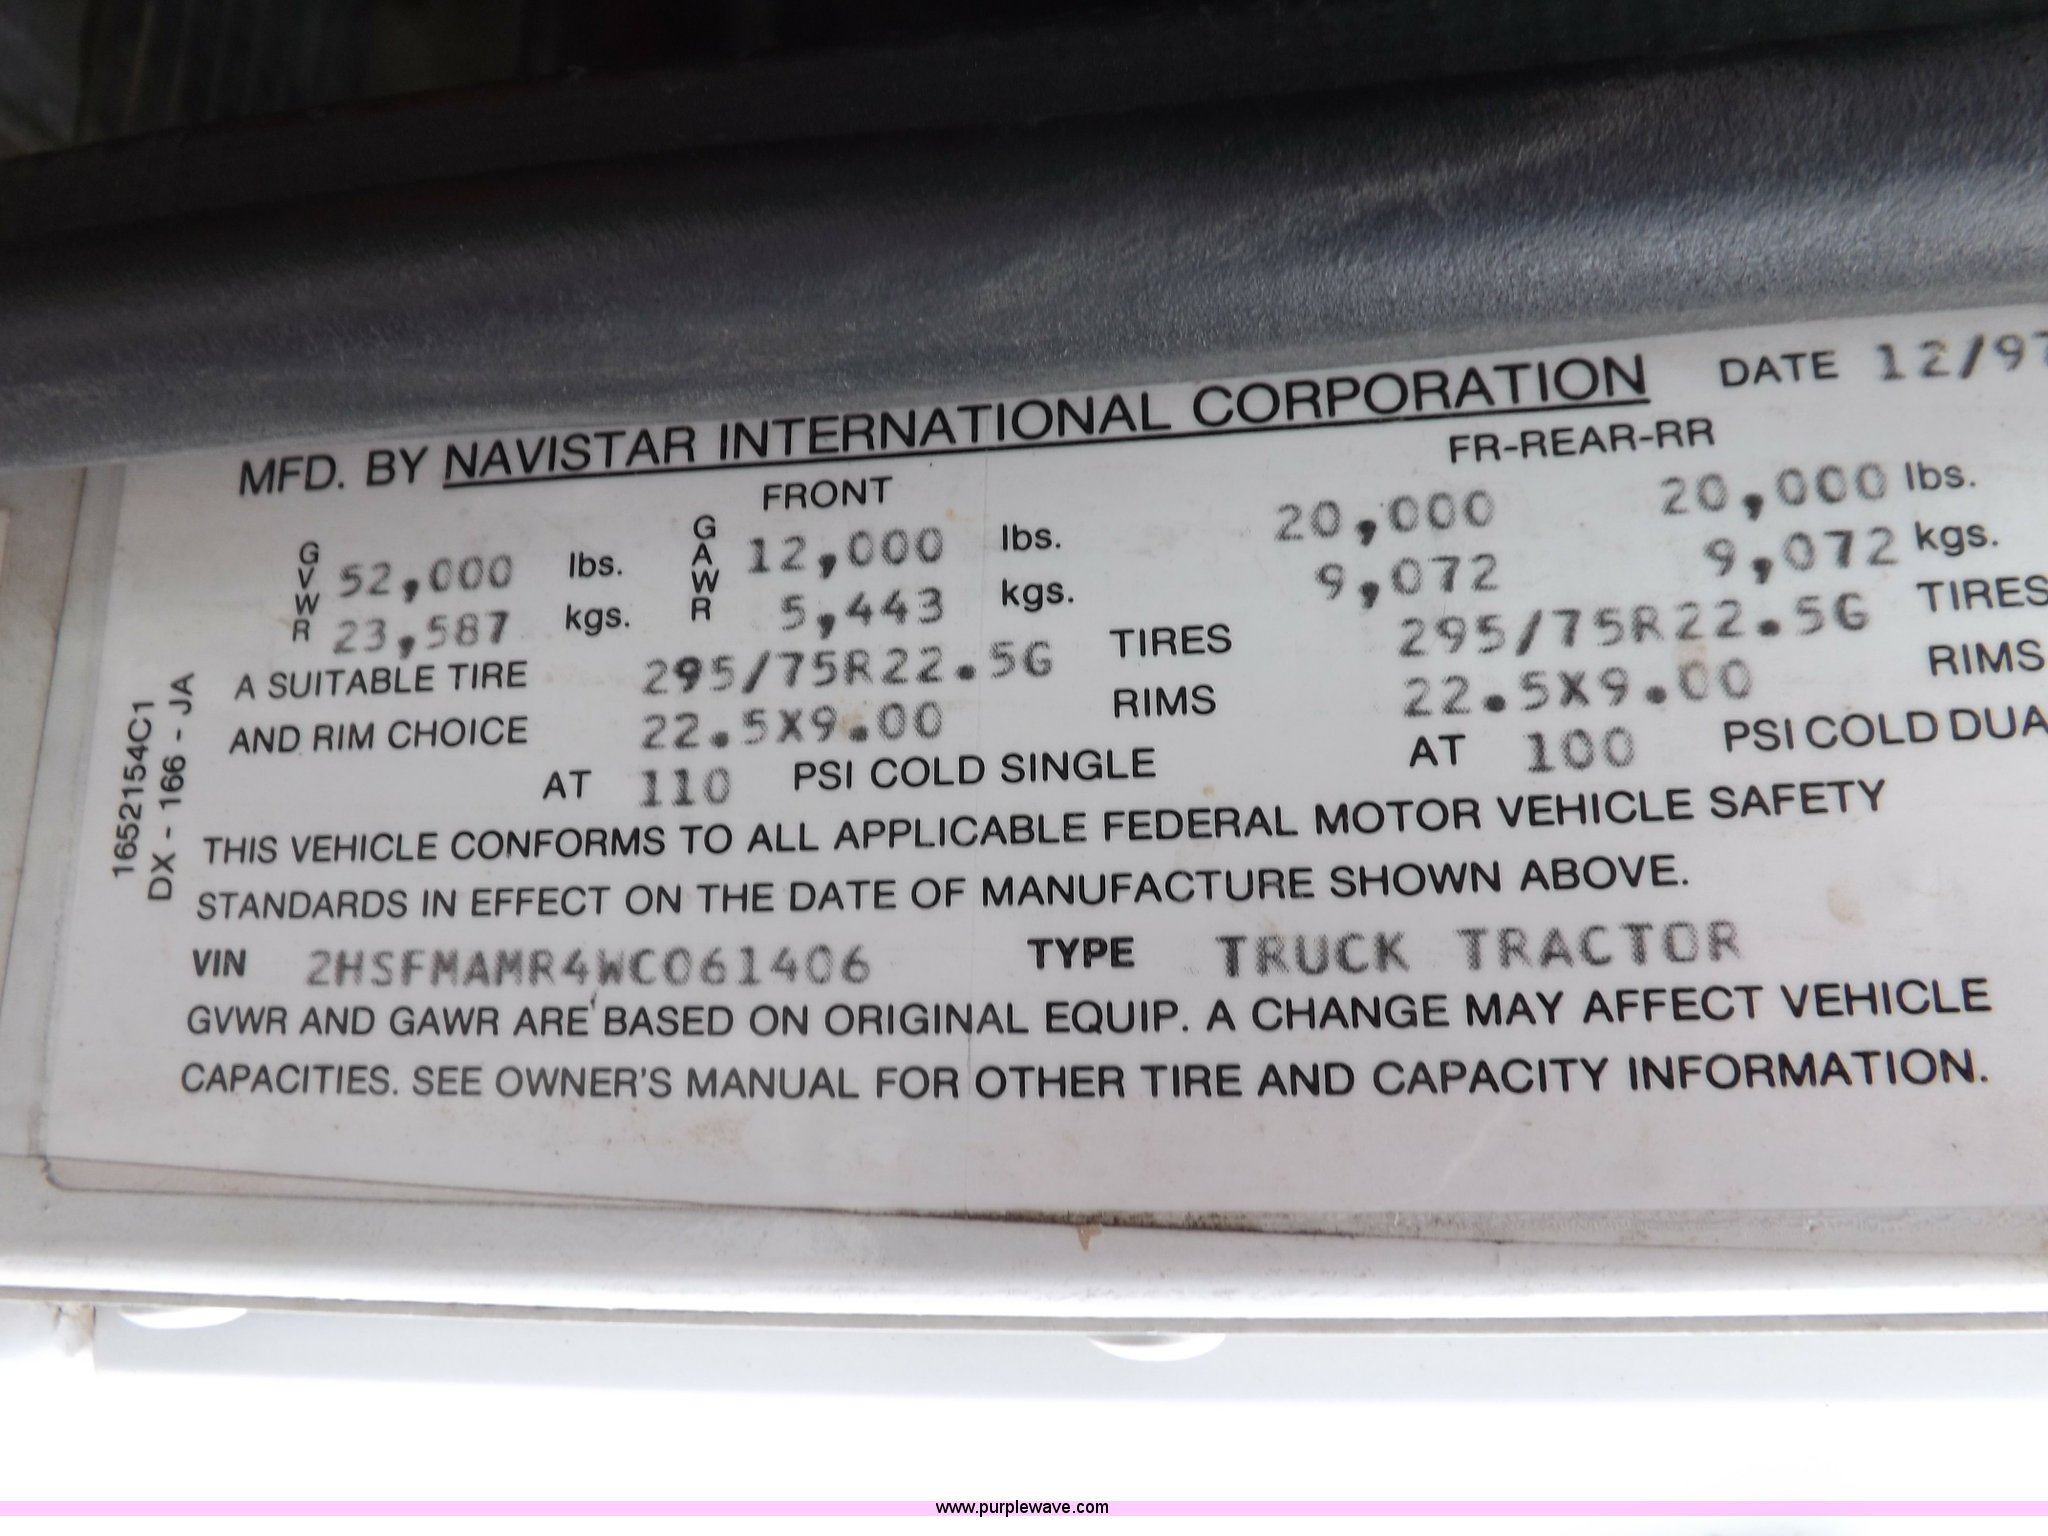 MFD. BY NAVISTAR INTERNATIONAL CORPORATION DATE 12/97
FRONT FR-REAR-RR
GVWR 52,000 lbs. GAWR 12,000 lbs. 20,000 20,000 lbs.
23,587 kgs. 5,443 kgs. 9,072 9,072 kgs.
A SUITABLE TIRE 295/75R22.5G TIRES 295/75R22.5G TIRES
AND RIM CHOICE 22.5X9.00 RIMS 22.5X9.00 RIMS
AT 110 PSI COLD SINGLE AT 100 PSI COLD DUA
THIS VEHICLE CONFORMS TO ALL APPLICABLE FEDERAL MOTOR VEHICLE SAFETY
STANDARDS IN EFFECT ON THE DATE OF MANUFACTURE SHOWN ABOVE.
VIN 2HSFMAMR4WC061406 TYPE TRUCK TRACTOR
GVWR AND GAWR ARE BASED ON ORIGINAL EQUIP. A CHANGE MAY AFFECT VEHICLE
CAPACITIES. SEE OWNER'S MANUAL FOR OTHER TIRE AND CAPACITY INFORMATION.
1652154C1
DX - 166 - JA
www.purplewave.com